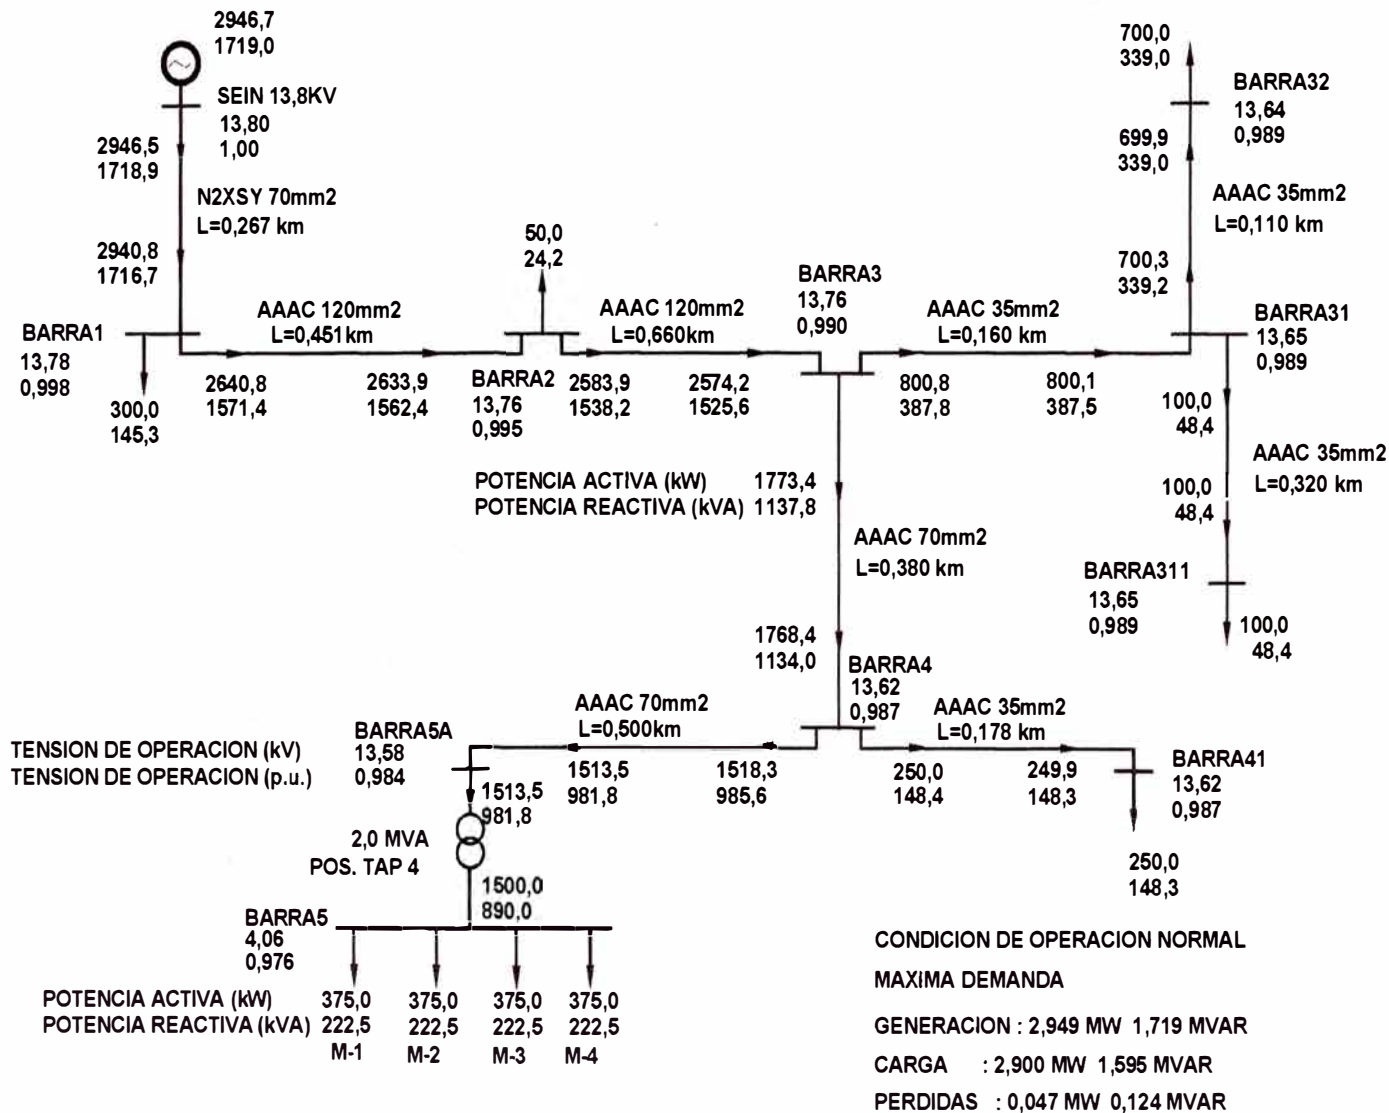 2946,7
1719,0
SEIN 13,8KV
13,80
1,00
2946,5
1718,9
N2XSY 70mm2
L=0,267 km
2940,8
1716,7
BARRA1
13,78
0,998
300,0
145,3
AAAC 120mm2
L=0,451km
2640,8
1571,4
2633,9
1562,4
50,0
24,2
BARRA2
13,76
0,995
AAAC 120mm2
L=0,660km
2583,9
1538,2
2574,2
1525,6
BARRA3
13,76
0,990
AAAC 35mm2
L=0,160 km
800,8
387,8
800,1
387,5
700,0
339,0
BARRA32
13,64
0,989
699,9
339,0
AAAC 35mm2
L=0,110 km
700,3
339,2
BARRA31
13,65
0,989
100,0
48,4
AAAC 35mm2
L=0,320 km
100,0
48,4
BARRA311
13,65
0,989
100,0
48,4
POTENCIA ACTIVA (kW)
POTENCIA REACTIVA (kVA)
1773,4
1137,8
AAAC 70mm2
L=0,380 km
1768,4
1134,0
BARRA4
13,62
0,987
AAAC 35mm2
L=0,178km
250,0
148,4
249,9
148,3
BARRA41
13,62
0,987
250,0
148,3
AAAC 70mm2
L=0,500km
1518,3
985,6
1513,5
981,8
BARRA5A
13,58
0,984
TENSION DE OPERACION (kV)
TENSION DE OPERACION (p.u.)
1513,5
981,8
2,0 MVA
POS. TAP 4
1500,0
890,0
BARRA5
4,06
0,976
POTENCIA ACTIVA (kW)
POTENCIA REACTIVA (kVA)
375,0
222,5
M-1
375,0
222,5
M-2
375,0
222,5
M-3
375,0
222,5
M-4
CONDICION DE OPERACION NORMAL
MAXIMA DEMANDA
GENERACION : 2,949 MW 1,719 MVAR
CARGA : 2,900 MW 1,595 MVAR
PERDIDAS : 0,047 MW 0,124 MVAR